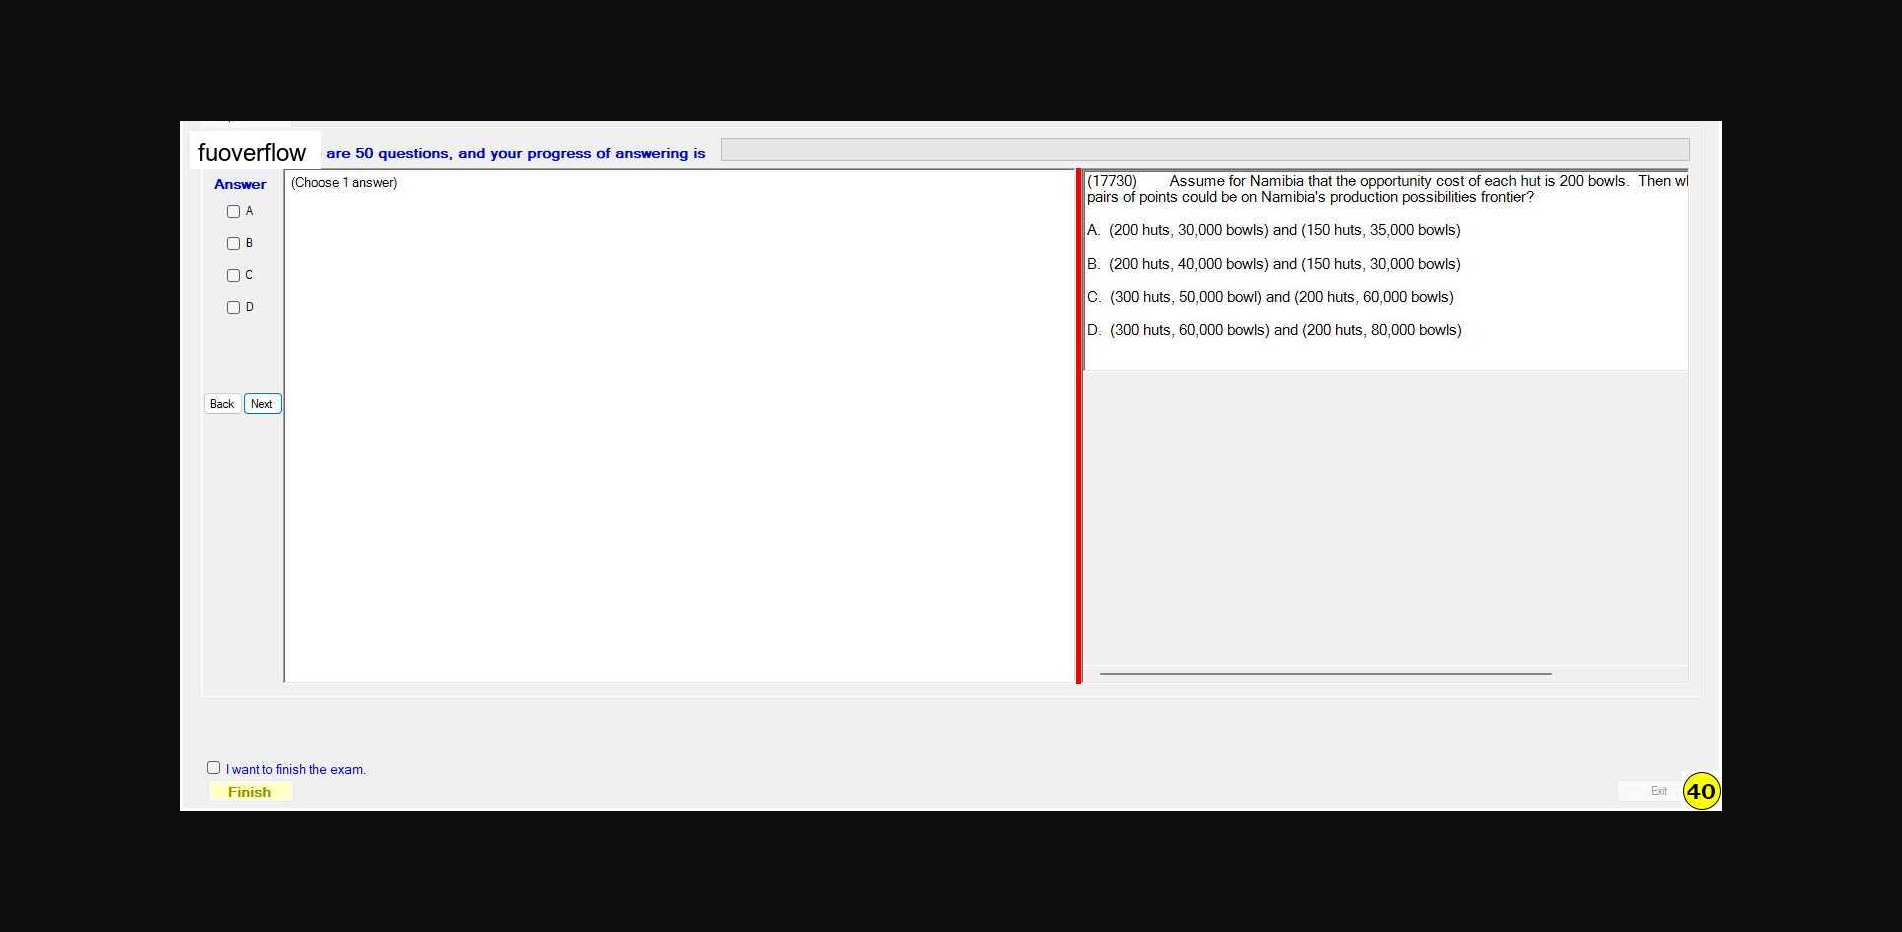 fuoverflow are 50 questions, and your progress of answering is
Answer
A
B
C
D
Back Next
(Choose 1 answer)
(17730) Assume for Namibia that the opportunity cost of each hut is 200 bowls. Then
pairs of points could be on Namibia's production possibilities frontier?
A. (200 huts, 30,000 bowls) and (150 huts, 35,000 bowls)
B. (200 huts, 40,000 bowls) and (150 huts, 30,000 bowls)
C. (300 huts, 50,000 bowl) and (200 huts, 60,000 bowls)
D. (300 huts, 60,000 bowls) and (200 huts, 80,000 bowls)
I want to finish the exam.
Finish
Exit 40